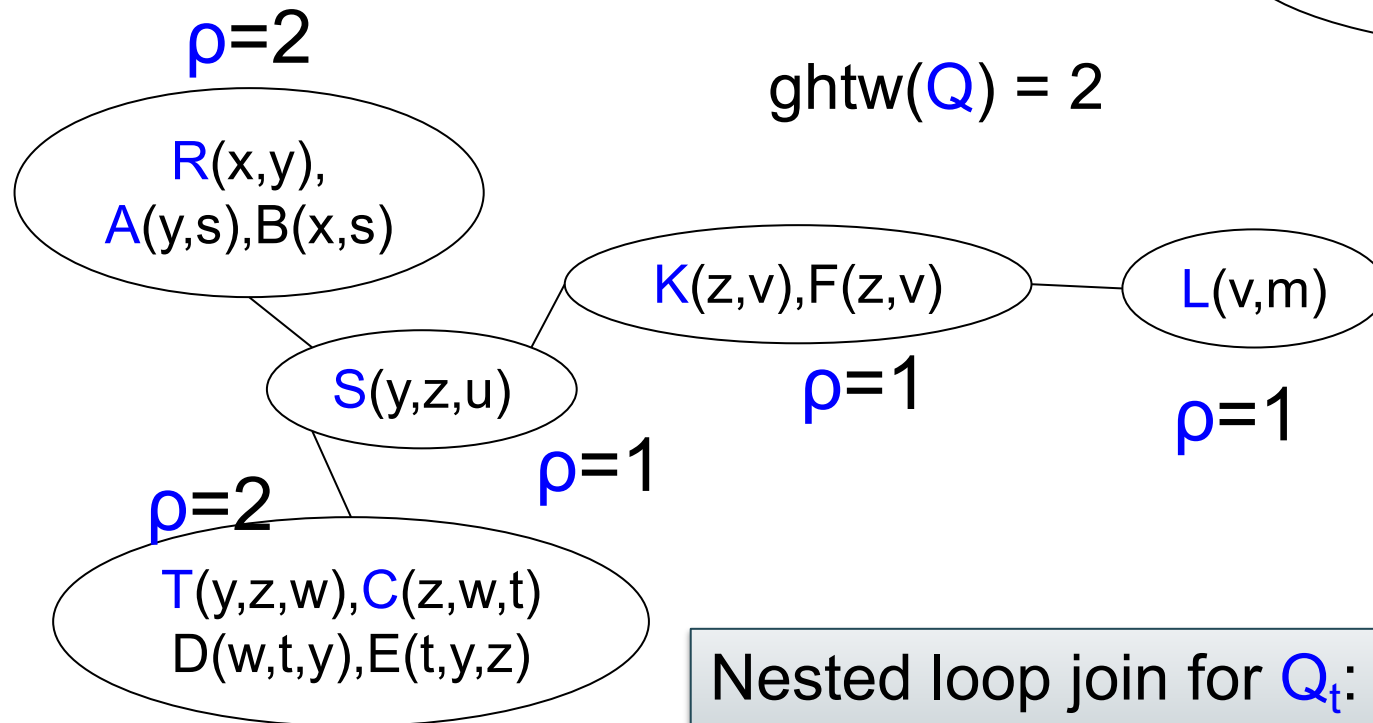 ρ=2
ghtw(Q) = 2
R(x,y),
A(y,s),B(x,s)
K(z,v),F(z,v)
L(v,m)
S(y,z,u)
ρ=1
ρ=1
ρ=1
ρ=2
T(y,z,w),C(z,w,t)
D(w,t,y),E(t,y,z)
Nested loop join for Qₜ: